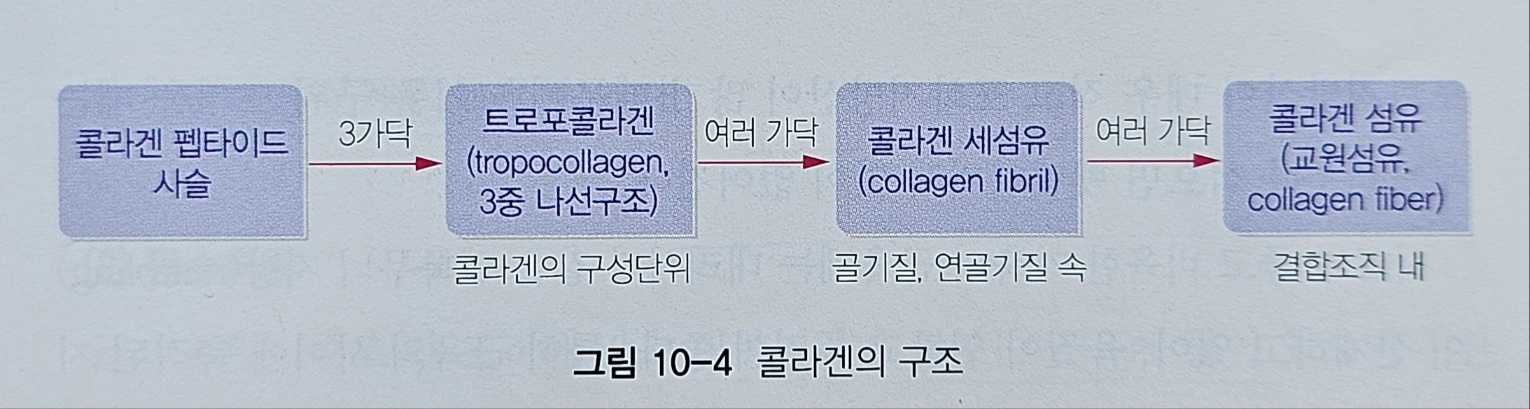 콜라겐 펩타이드
사슬
3가닥
트로포콜라겐
(tropocollagen,
3중 나선구조)
콜라겐의 구성단위
여러 가닥
콜라겐 세섬유
(collagen fibril)
골기질, 연골기질 속
여러 가닥
콜라겐 섬유
(교원섬유,
collagen fiber)
결합조직 내
그림 10-4 콜라겐의 구조